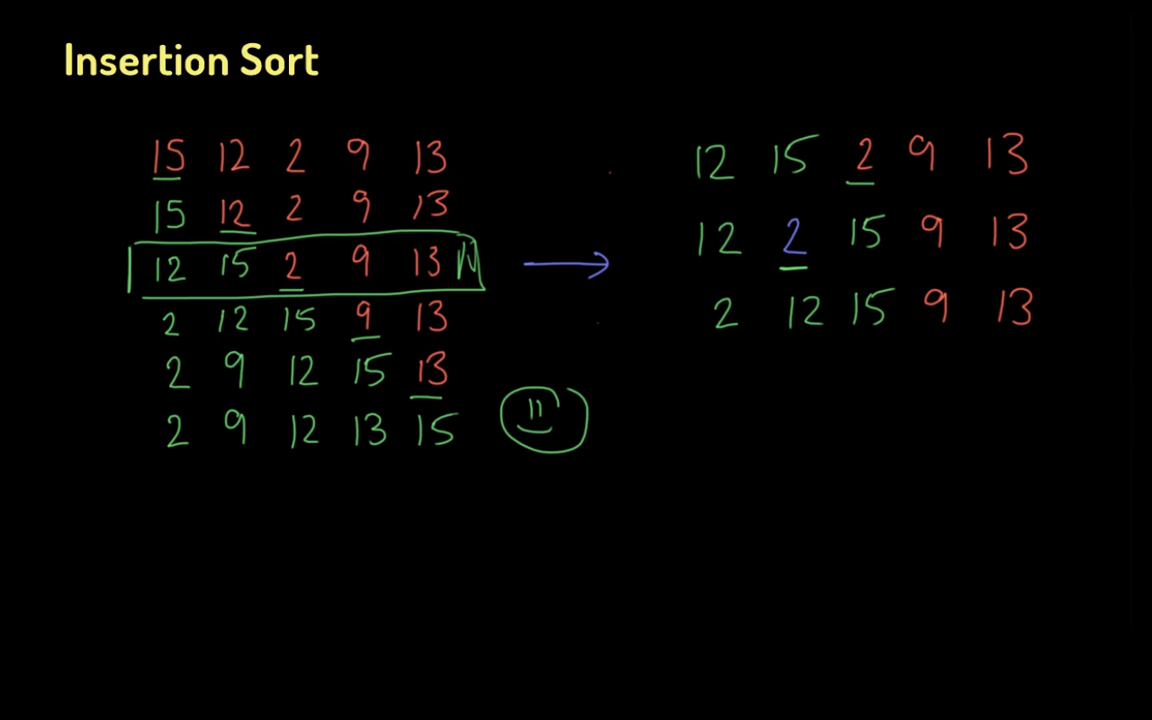 Insertion Sort
15 12 2 9 13
15 12 2 9 13
12 15 2 9 13
2 12 15 9 13
2 9 12 15 13
2 9 12 13 15
12 15 2 9 13
12 2 15 9 13
2 12 15 9 13